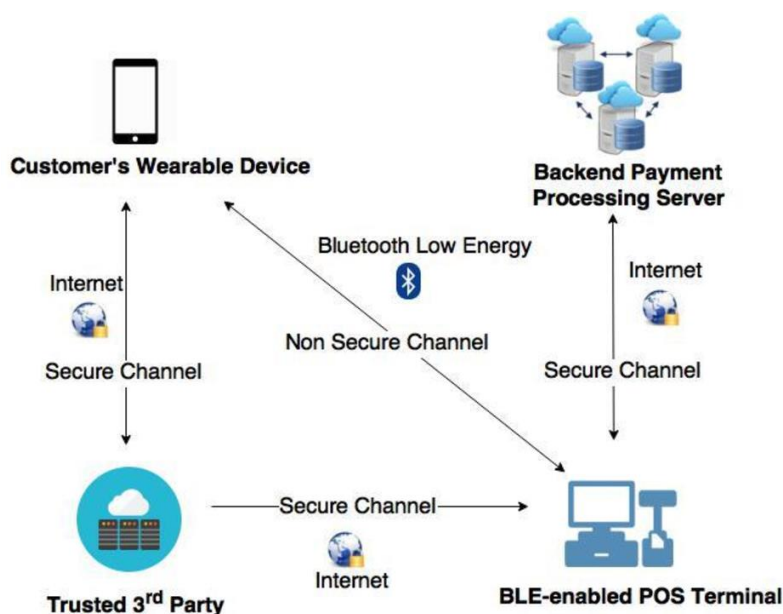 Customer's Wearable Device
Backend Payment
Processing Server
Bluetooth Low Energy
Internet
Internet
Non Secure Channel
Secure Channel
Secure Channel
Secure Channel
Internet
Trusted 3rd Party
BLE-enabled POS Terminal